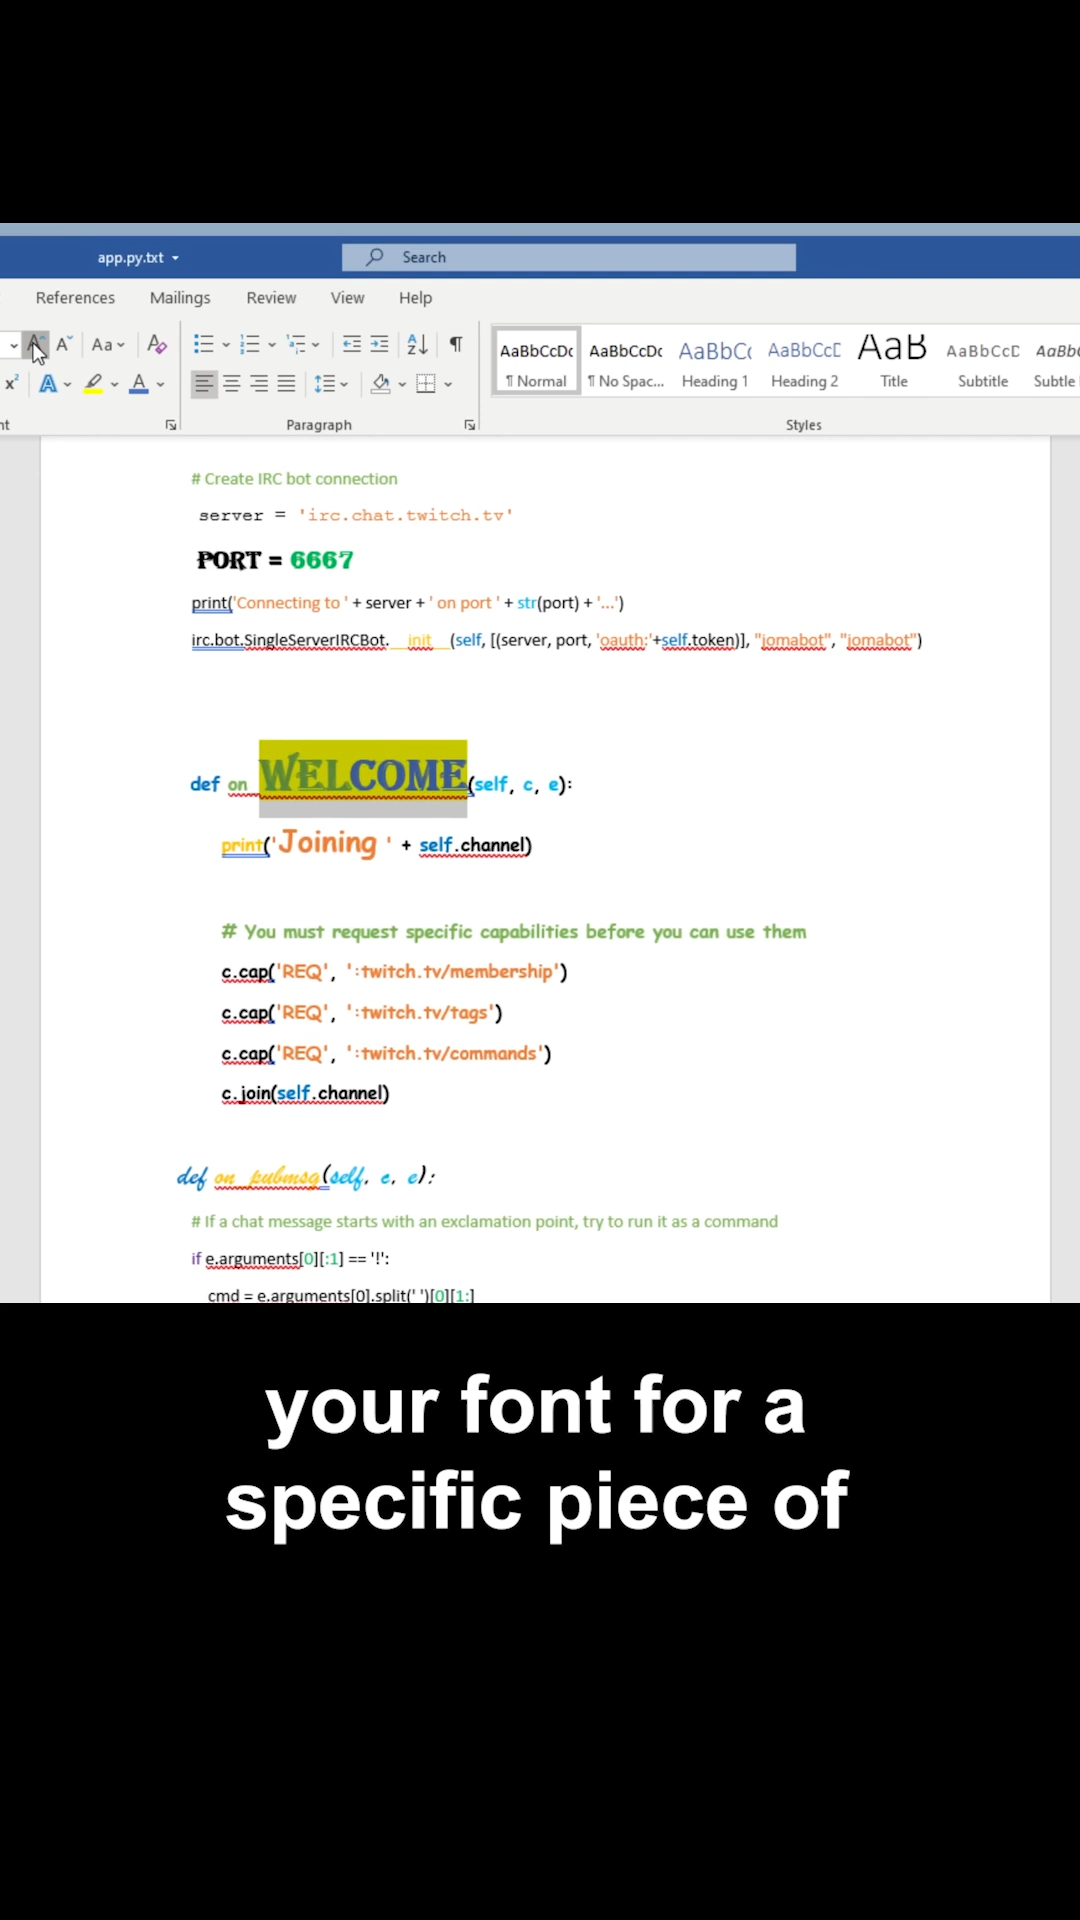 app.py.txt
Search
References Mailings Review View Help
Aa
AaBbCcDc AaBbCcDc AaBbCc AaBbCcD AaB AaBbCcD AaBb
¶ Normal ¶ No Spac... Heading 1 Heading 2 Title Subtitle Subtle
Paragraph Styles
# Create IRC bot connection
server = 'irc.chat.twitch.tv'
PORT = 6667
print('Connecting to ' + server + ' on port ' + str(port) + '...')
irc.bot.SingleServerIRCBot.__init__(self, [(server, port, 'oauth:'+self.token)], "jomabot", "jomabot")
def on_WELCOME(self, c, e):
print('Joining ' + self.channel)
# You must request specific capabilities before you can use them
c.cap('REQ', ':twitch.tv/membership')
c.cap('REQ', ':twitch.tv/tags')
c.cap('REQ', ':twitch.tv/commands')
c.join(self.channel)
def on_pubmsg(self, c, e):
# If a chat message starts with an exclamation point, try to run it as a command
if e.arguments[0][:1] == '!':
cmd = e.arguments[0].split(' ')[0][1:]
your font for a
specific piece of